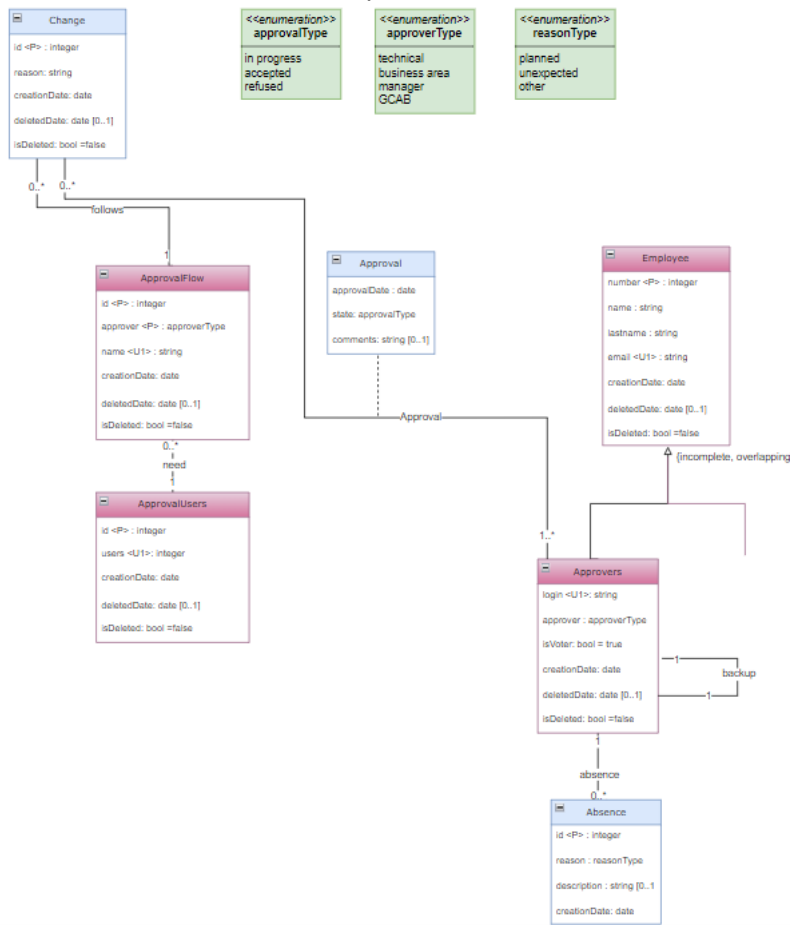 Change
id <P> : integer
reason: string
creationDate: date
deletedDate: date [0..1]
isDeleted: bool =false
<<enumeration>>
approvalType
in progress
accepted
refused
<<enumeration>>
approverType
technical
business area
manager
GCAB
<<enumeration>>
reasonType
planned
unexpected
other
0..*
0..*
follows
1
ApprovalFlow
id <P> : integer
approver <P> : approverType
name <U1> : string
creationDate: date
deletedDate: date [0..1]
isDeleted: bool =false
Approval
approvalDate : date
state: approvalType
comments: string [0..1]
Employee
number <P> : integer
name : string
lastname : string
email <U1> : string
creationDate: date
deletedDate: date [0..1]
isDeleted: bool =false
Approval
0..*
need
1
{incomplete, overlapping
ApprovalUsers
id <P> : integer
users <U1>: integer
creationDate: date
deletedDate: date [0..1]
isDeleted: bool =false
1..*
Approvers
login <U1>: string
approver : approverType
isVoter: bool = true
creationDate: date
deletedDate: date [0..1]
isDeleted: bool =false
1
backup
1
1
absence
0..*
Absence
id <P> : integer
reason : reasonType
description : string [0..1
creationDate: date